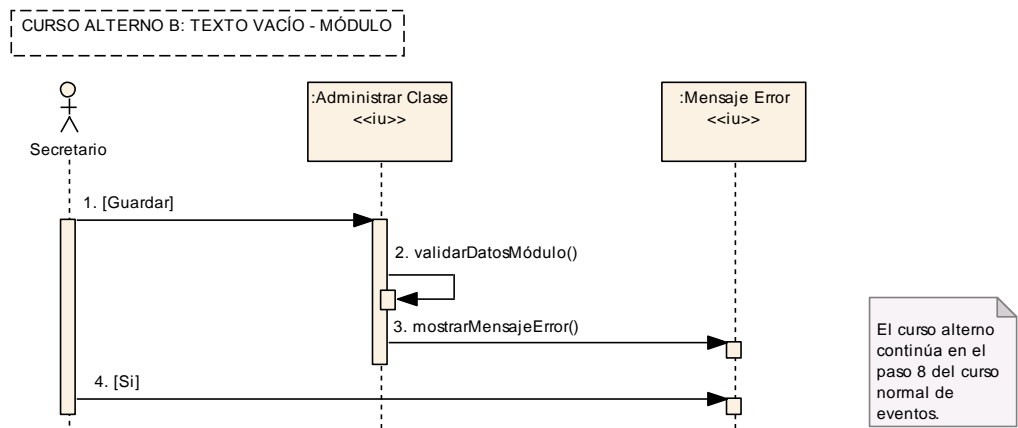 CURSO ALTERNO B: TEXTO VACÍO - MÓDULO
Secretario
:Administrar Clase
<<iu>>
:Mensaje Error
<<iu>>
1. [Guardar]
2. validarDatosMódulo()
3. mostrarMensajeError()
4. [Si]
El curso alterno
continúa en el
paso 8 del curso
normal de
eventos.